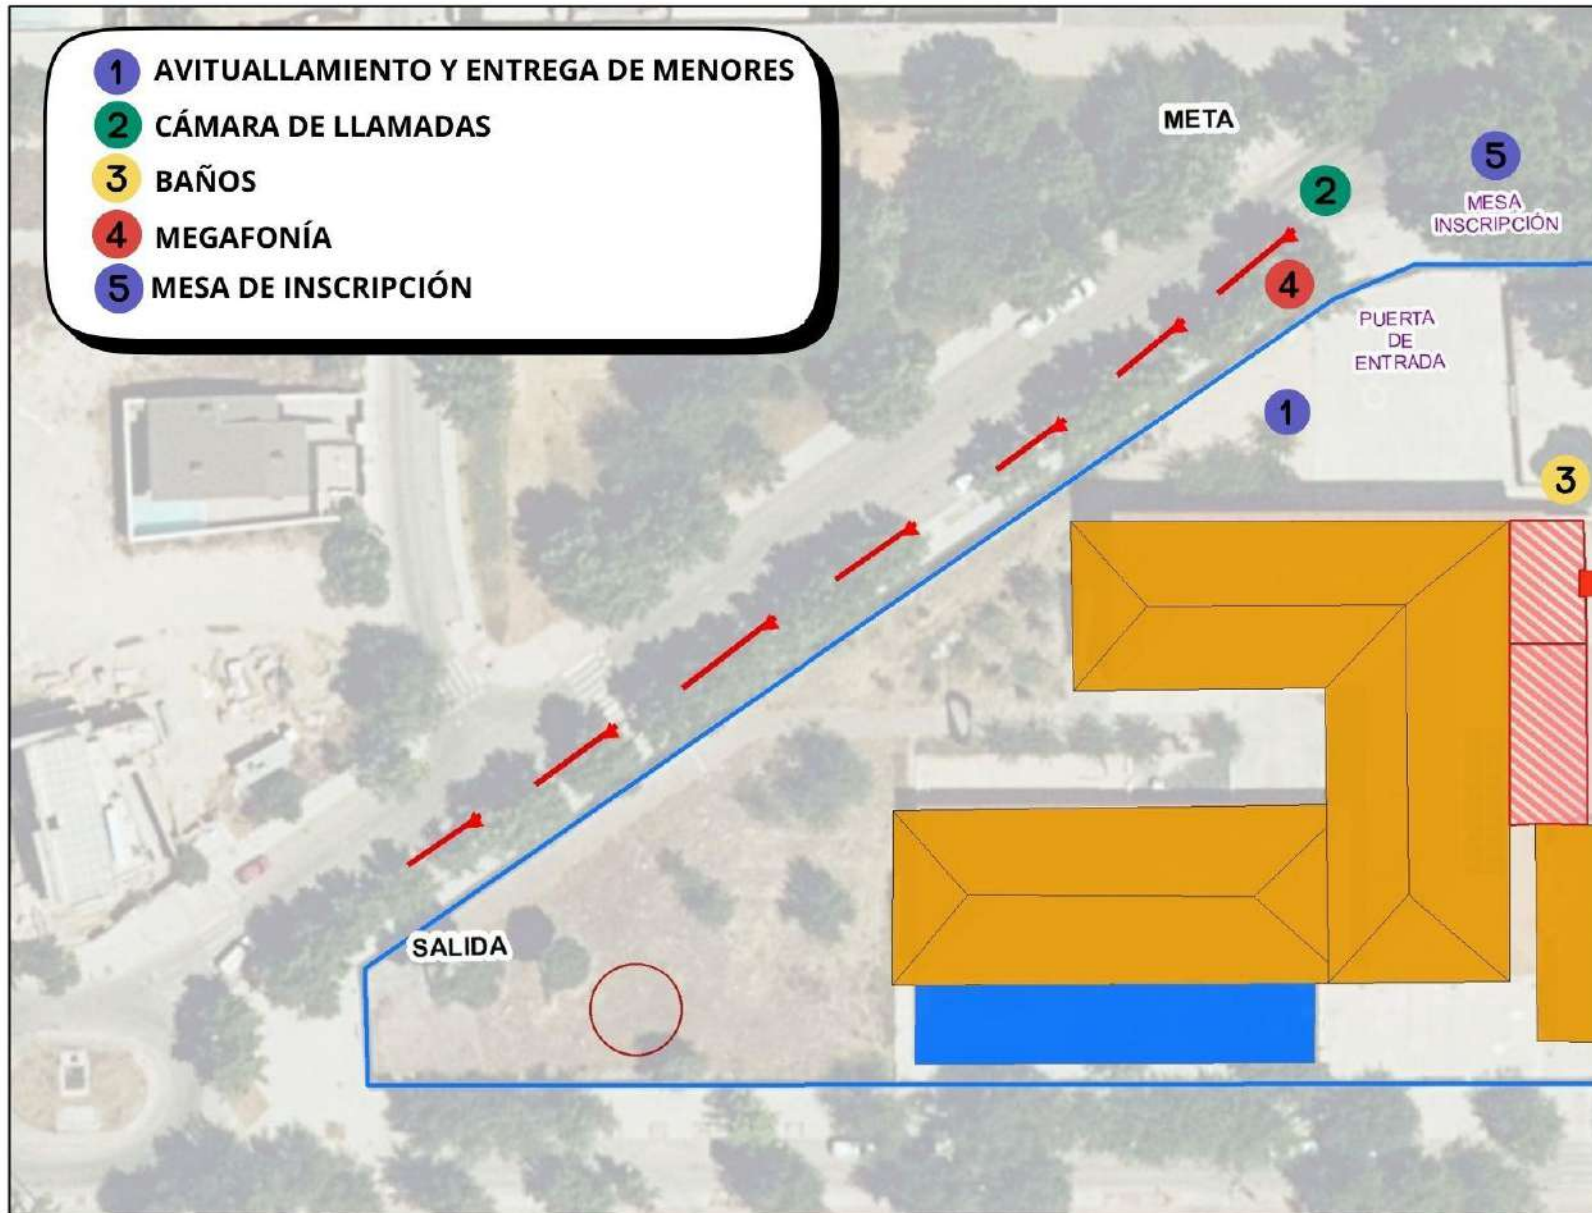 1 AVITUALLAMIENTO Y ENTREGA DE MENORES
2 CÁMARA DE LLAMADAS
3 BAÑOS
4 MEGAFONÍA
5 MESA DE INSCRIPCIÓN
META
2
5
MESA
INSCRIPCIÓN
4
PUERTA
DE
ENTRADA
1
3
SALIDA